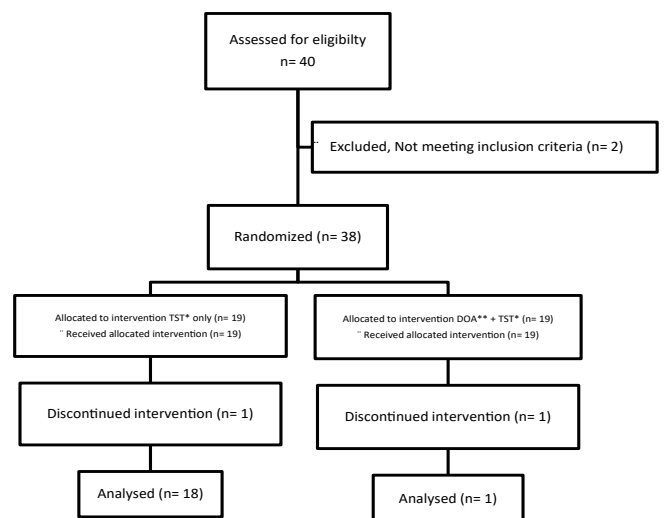 Assessed for eligibilty
n= 40
¨ Excluded, Not meeting inclusion criteria (n= 2)
Randomized (n= 38)
Allocated to intervention TST* only (n= 19)
¨ Received allocated intervention (n= 19)
Allocated to intervention DOA** + TST* (n= 19)
¨ Received allocated intervention (n= 19)
Discontinued intervention (n= 1)
Discontinued intervention (n= 1)
Analysed (n= 18)
Analysed (n= 1)